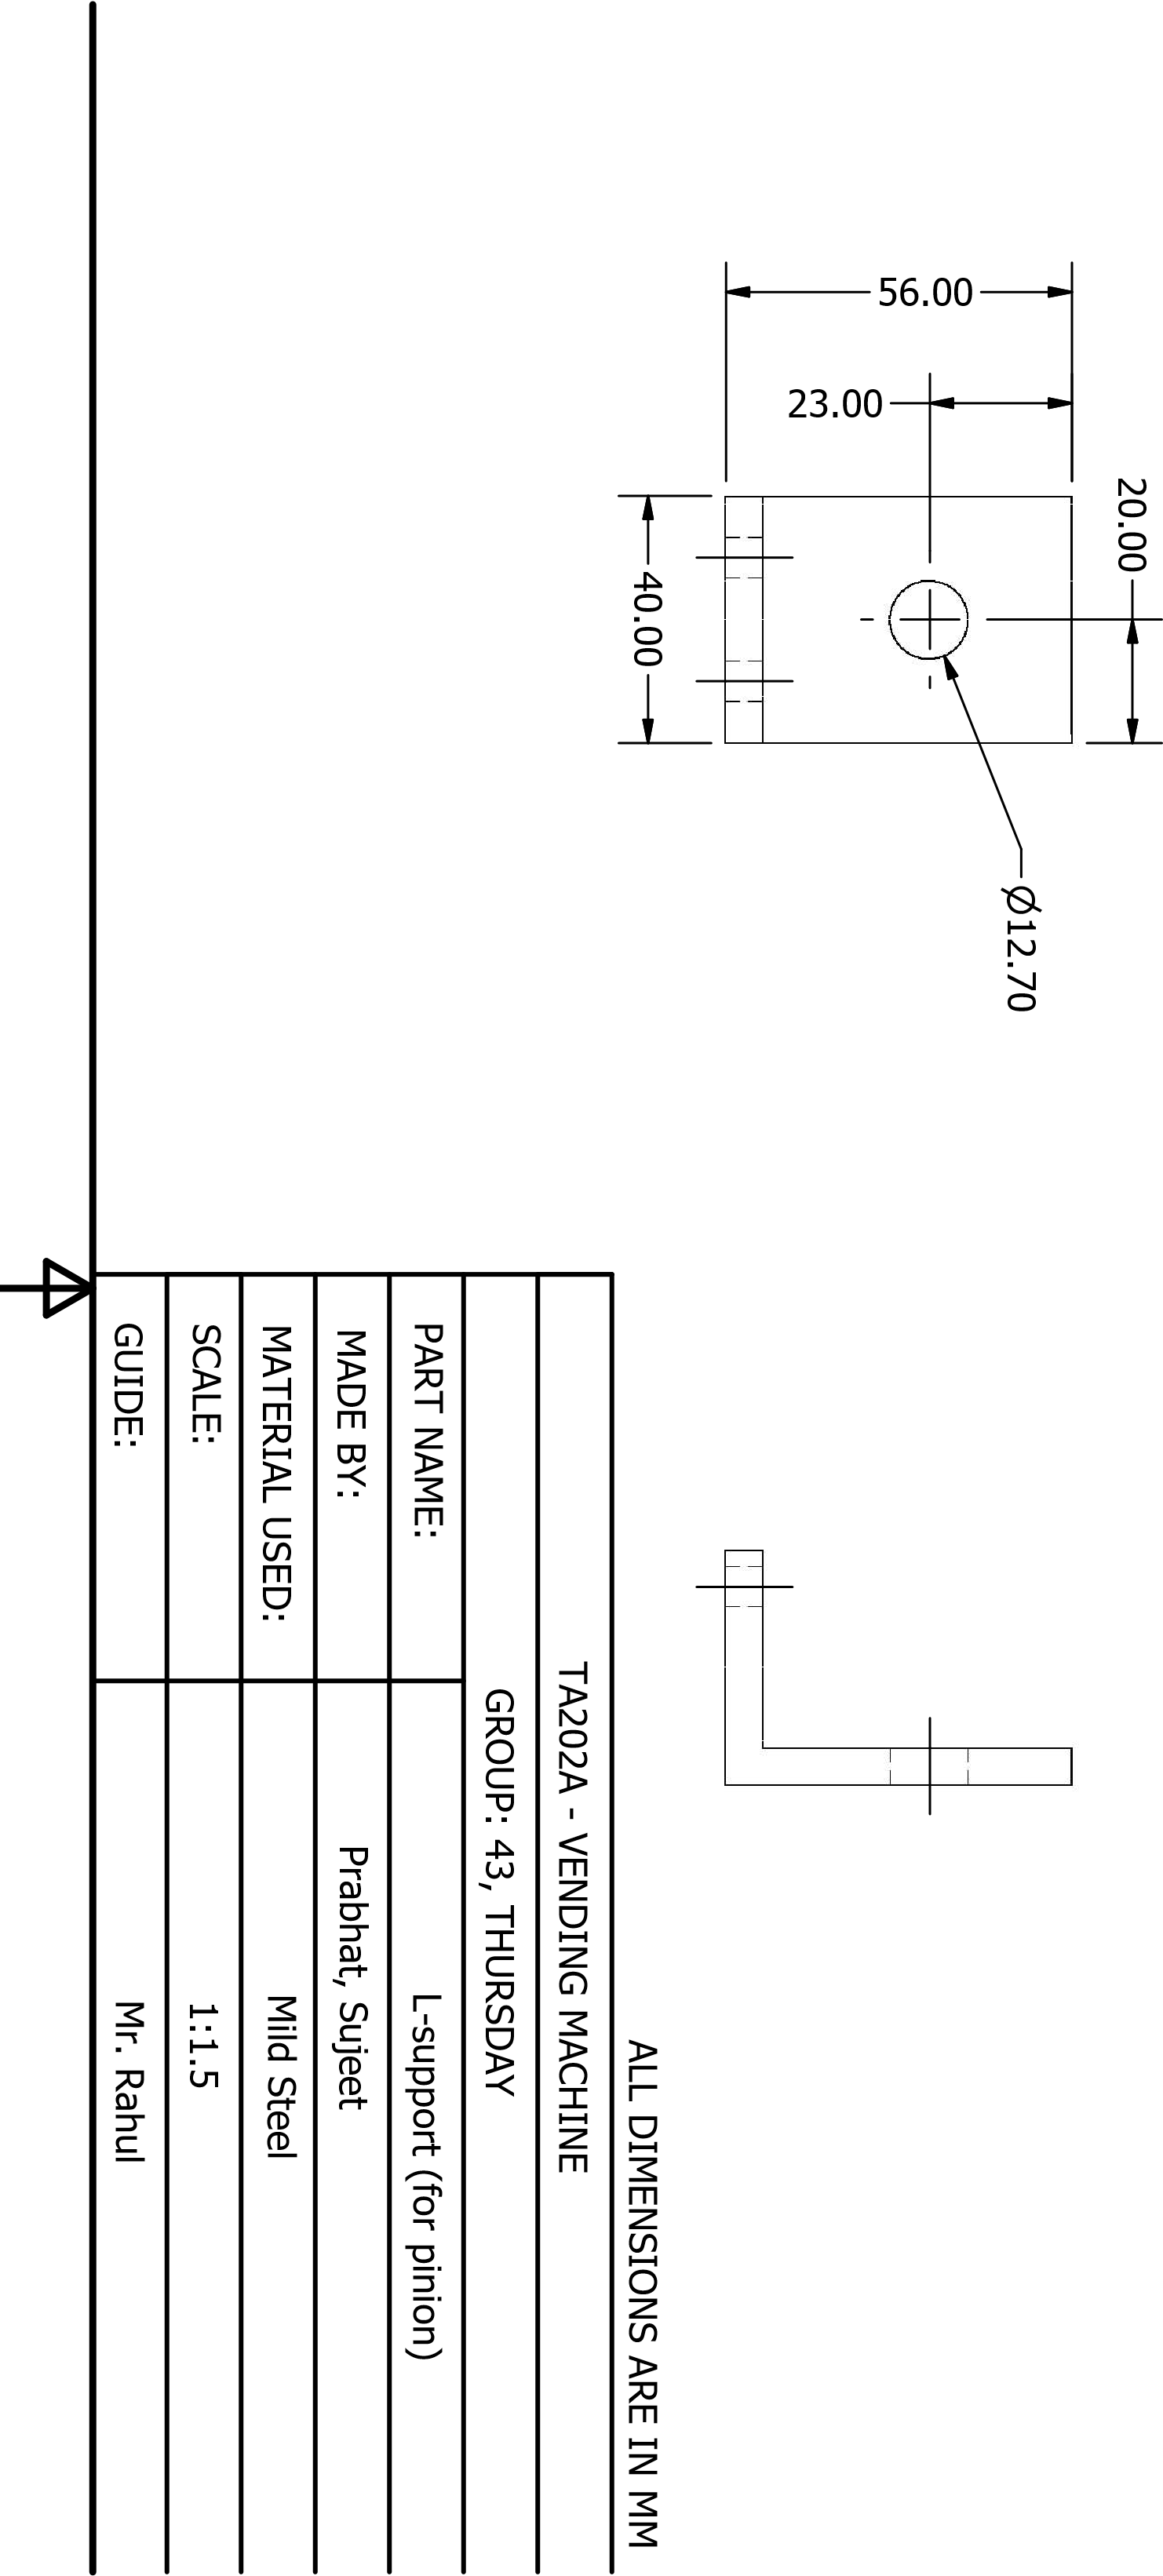 20.00
56.00
23.00
Ø12.70
40.00
ALL DIMENSIONS ARE IN MM
TA202A - VENDING MACHINE
GROUP: 43, THURSDAY
PART NAME: L-support (for pinion)
MADE BY: Prabhat, Sujeet
MATERIAL USED: Mild Steel
SCALE: 1:1.5
GUIDE: Mr. Rahul